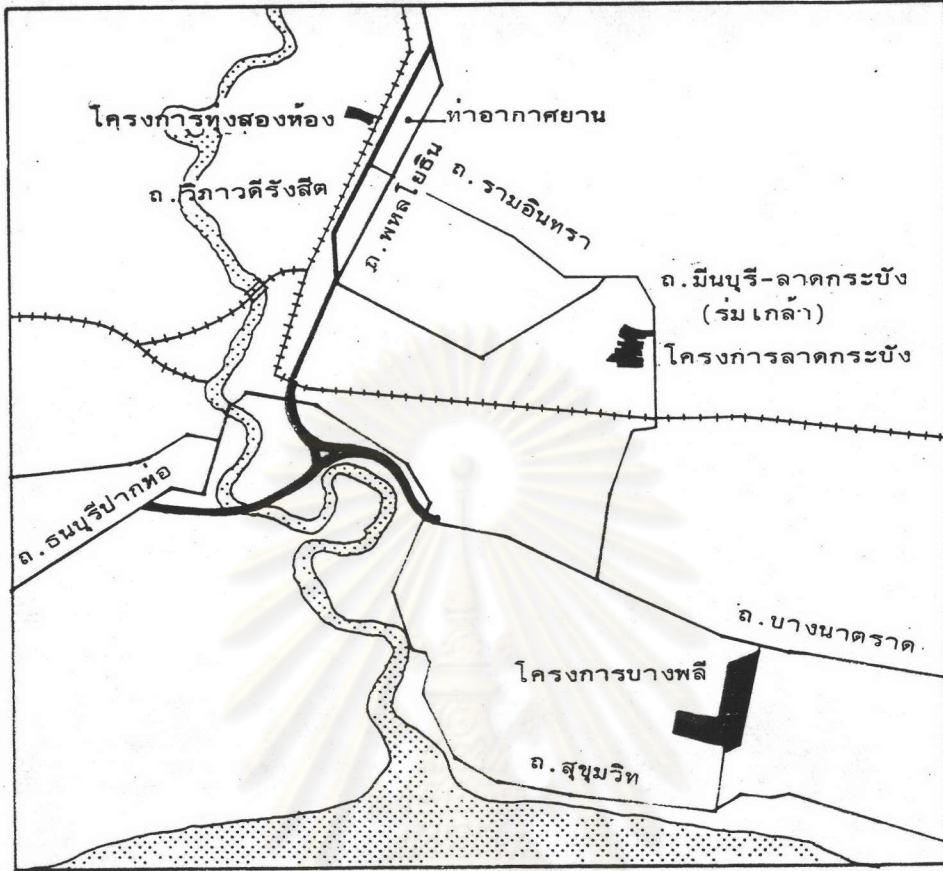 โครงการทุ่งสองห้อง
ท่าอากาศยาน
ถ.วิภาวดีรังสีต
ถ.พหลโยธิน
ถ.รามอินทรา
ถ.มีนบุรี-ลาดกระบัง
(ร่มเกล้า)
โครงการลาดกระบัง
ถ.ธนบุรีปากท่อ
ถ.บางนาตราด
โครงการบางพลี
ถ.สุขุมวิท